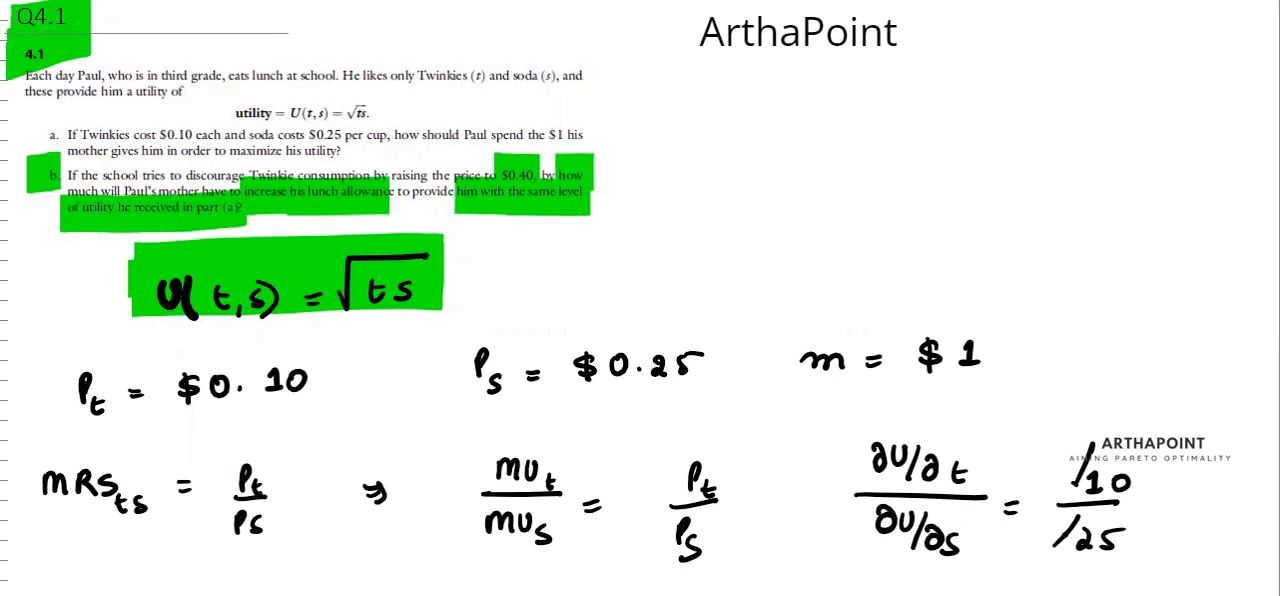 Q4.1
ArthaPoint
4.1
Each day Paul, who is in third grade, eats lunch at school. He likes only Twinkies (t) and soda (s), and
these provide him a utility of
utility = U(t, s) = √ts.
a. If Twinkies cost $0.10 each and soda costs $0.25 per cup, how should Paul spend the $1 his
mother gives him in order to maximize his utility?
b. If the school tries to discourage Twinkie consumption by raising the price to $0.40, by how
much will Paul's mother have to increase his lunch allowance to provide him with the same level
of utility he received in part (a)?
U(t,s) = √ts
Pt = $0.10
Ps = $0.25
m = $1
MRSts = Pt/Ps ⇒ MUt/MUs = Pt/Ps
∂U/∂t / ∂U/∂s = /10 / /25
ARTHAPOINT
AIMING PARETO OPTIMALITY